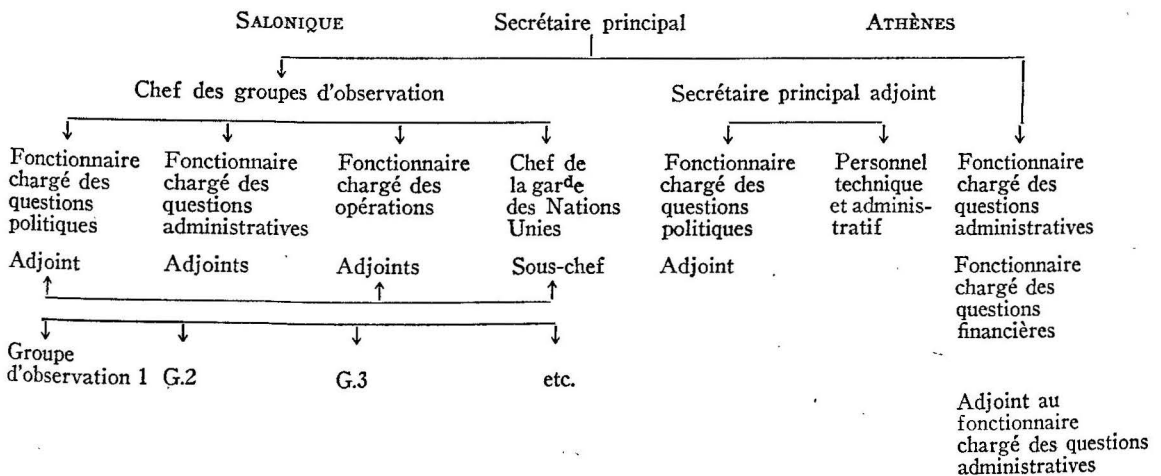 SALONIQUE Secrétaire principal ATHÈNES
Chef des groupes d'observation Secrétaire principal adjoint
Fonctionnaire
chargé des
questions
politiques
Fonctionnaire
chargé des
questions
administratives
Fonctionnaire
chargé des
opérations
Chef de
la garde
des Nations
Unies
Fonctionnaire
chargé des
questions
politiques
Personnel
technique
et adminis-
tratif
Fonctionnaire
chargé des
questions
administratives
Adjoint Adjoints Adjoints Sous-chef Adjoint
Fonctionnaire
chargé des
questions
financières
Groupe
d'observation 1 G.2 G.3 etc.
Adjoint au
fonctionnaire
chargé des questions
administratives